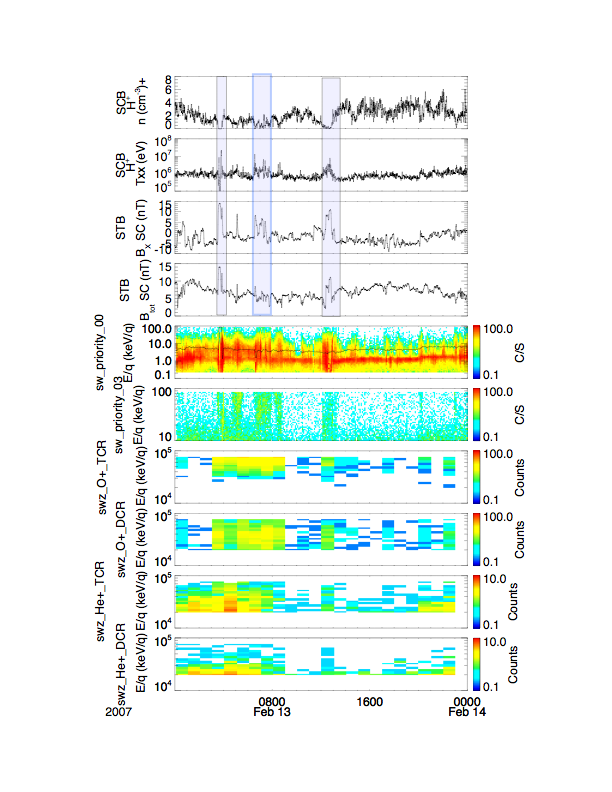 SCB
H+
n (cm-3)+
8
6
4
2
0
SCB
H+
Txx (eV)
10^8
10^7
10^6
10^5
STB
Bx SC (nT)
15
10
5
0
-5
-10
STB
Btot SC (nT)
15
10
5
0
sw_priority_00
E/q (keV/q)
100.0
10.0
1.0
0.1
100.0
0.1
C/S
sw_priority_03
E/q (keV/q)
100
10
100.0
0.1
C/S
swz_O+_TCR
E/q (keV/q)
10^5
10^4
100.0
0.1
Counts
swz_O+_DCR
E/q (keV/q)
10^5
10^4
100.0
0.1
Counts
swz_He+_TCR
E/q (keV/q)
10^5
10^4
10.0
0.1
Counts
swz_He+_DCR
E/q (keV/q)
10^5
10^4
10.0
0.1
Counts
0800 1600 0000
2007 Feb 13 Feb 14